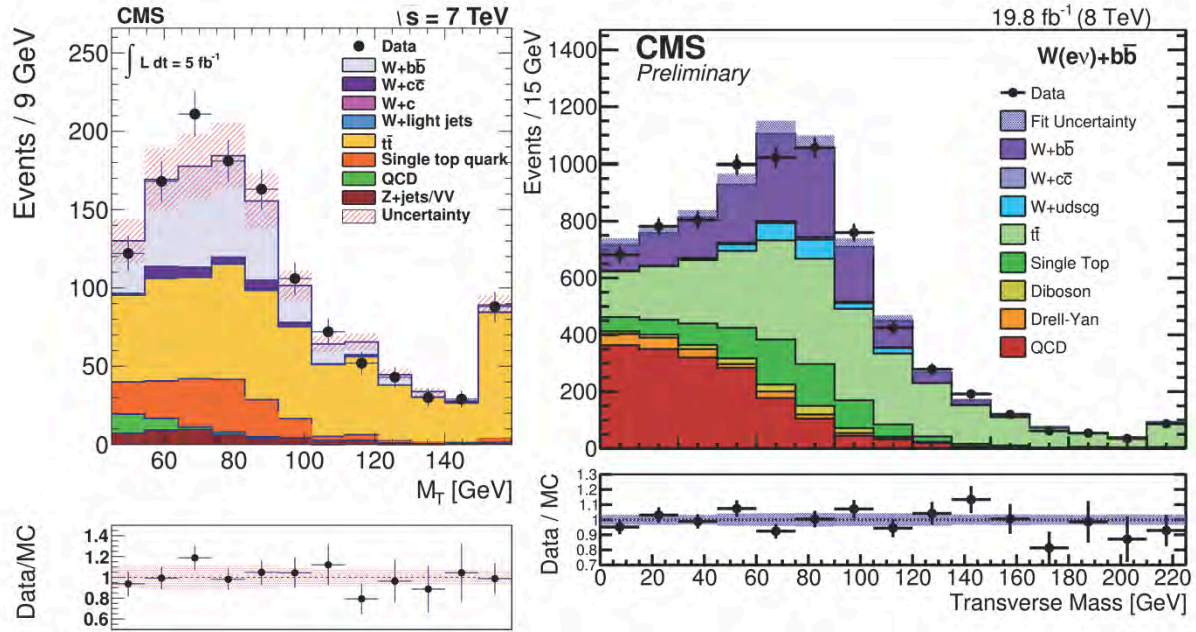 CMS
\s = 7 TeV
∫ L dt = 5 fb⁻¹
Events / 9 GeV
250
200
150
100
50
0
Data
W+bb̄
W+cc̄
W+c
W+light jets
tt̄
Single top quark
QCD
Z+jets/VV
Uncertainty
60 80 100 120 140
M_T [GeV]
Data/MC
1.4
1.2
1
0.8
0.6
19.8 fb⁻¹ (8 TeV)
CMS
Preliminary
W(eν)+bb̄
Events / 15 GeV
1400
1200
1000
800
600
400
200
0
Data
Fit Uncertainty
W+bb̄
W+cc̄
W+udscg
tt̄
Single Top
Diboson
Drell-Yan
QCD
Data / MC
1.3
1.2
1.1
1.0
0.9
0.8
0.7
0 20 40 60 80 100 120 140 160 180 200 220
Transverse Mass [GeV]